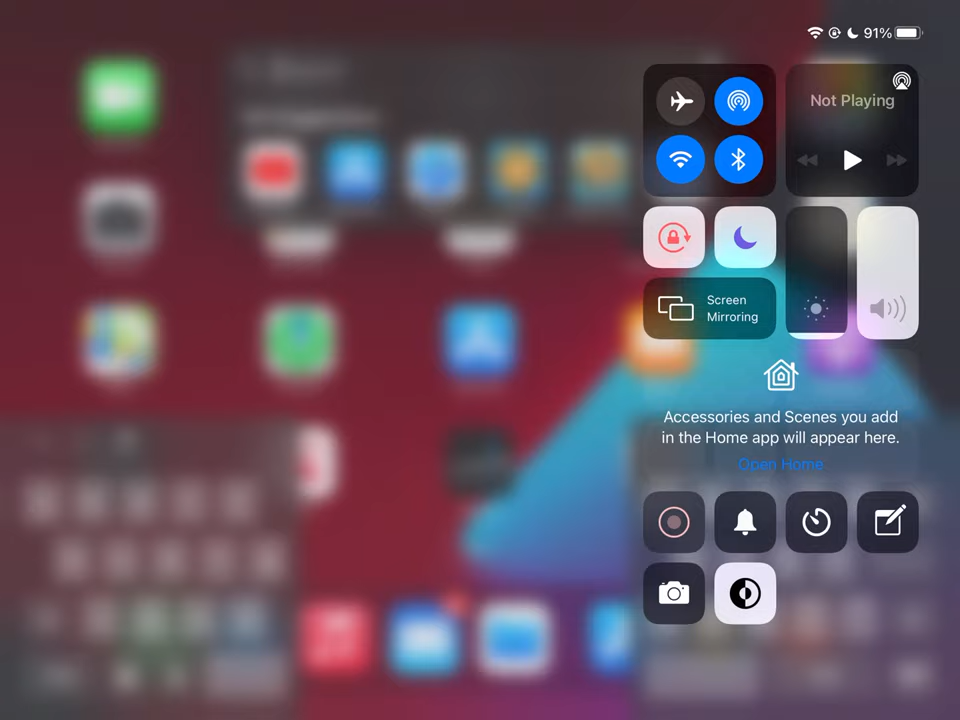 91%
Not Playing
Screen
Mirroring
Accessories and Scenes you add
in the Home app will appear here.
Open Home